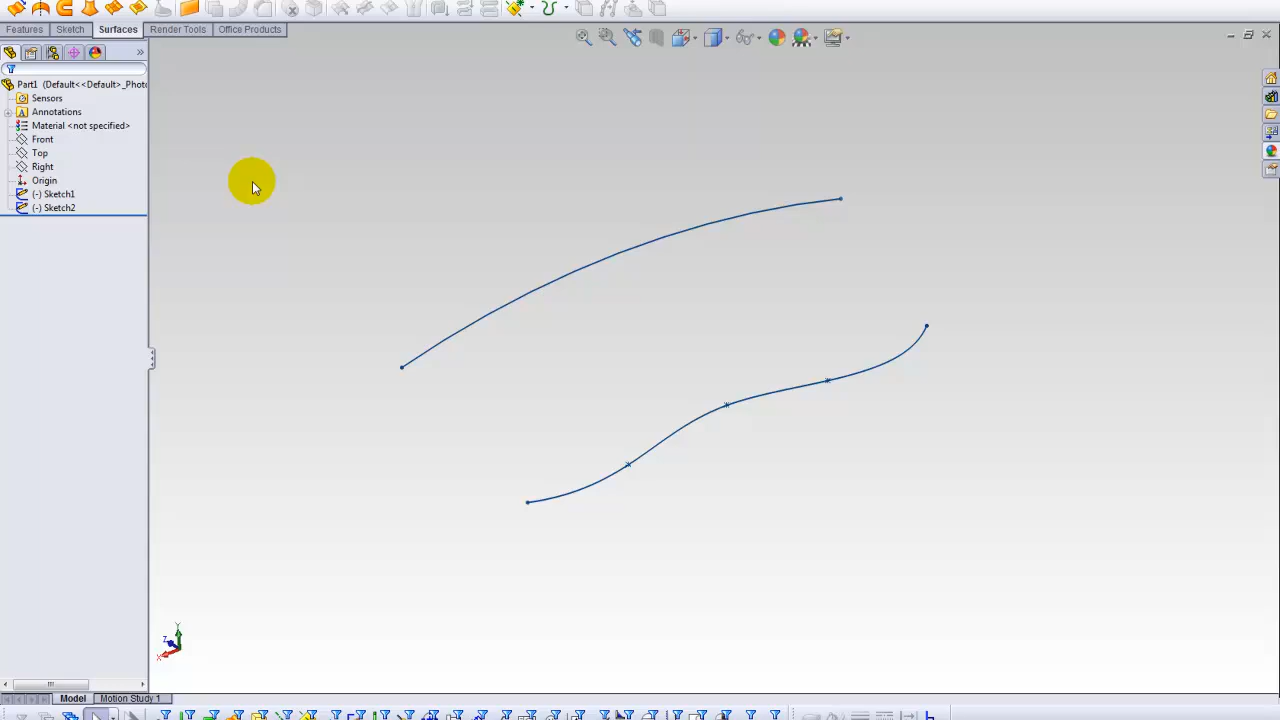 Features Sketch Surfaces Render Tools Office Products
Part1 (Default<<Default>_Phot
Sensors
A Annotations
Material <not specified>
Front
Top
Right
Origin
(-) Sketch1
(-) Sketch2
Y
Z
X
Model Motion Study 1